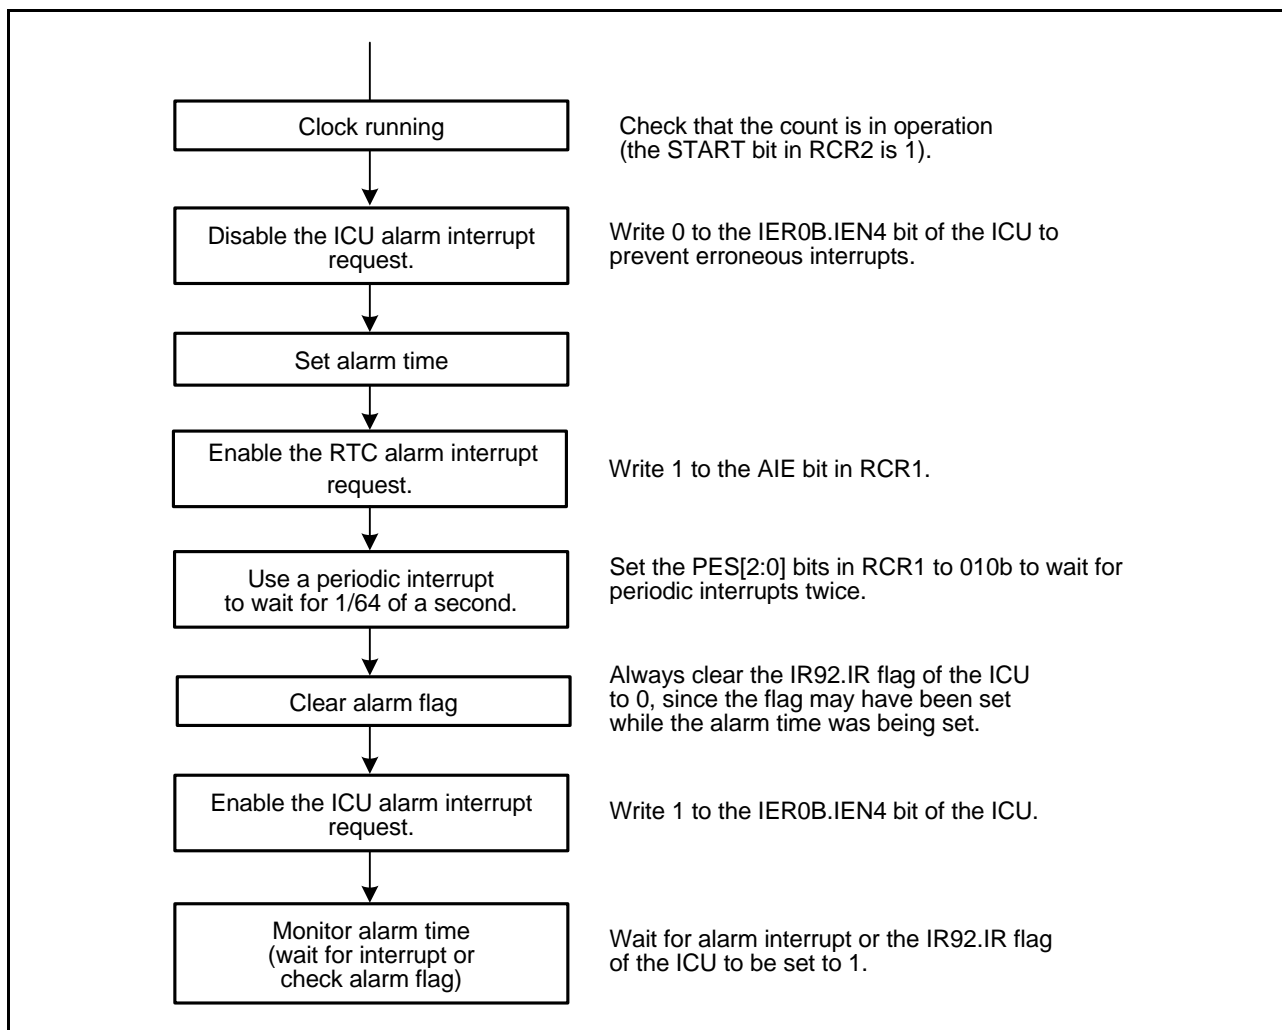 Clock running
Check that the count is in operation
(the START bit in RCR2 is 1).
Disable the ICU alarm interrupt
request.
Write 0 to the IER0B.IEN4 bit of the ICU to
prevent erroneous interrupts.
Set alarm time
Enable the RTC alarm interrupt
request.
Write 1 to the AIE bit in RCR1.
Use a periodic interrupt
to wait for 1/64 of a second.
Set the PES[2:0] bits in RCR1 to 010b to wait for
periodic interrupts twice.
Clear alarm flag
Always clear the IR92.IR flag of the ICU
to 0, since the flag may have been set
while the alarm time was being set.
Enable the ICU alarm interrupt
request.
Write 1 to the IER0B.IEN4 bit of the ICU.
Monitor alarm time
(wait for interrupt or
check alarm flag)
Wait for alarm interrupt or the IR92.IR flag
of the ICU to be set to 1.